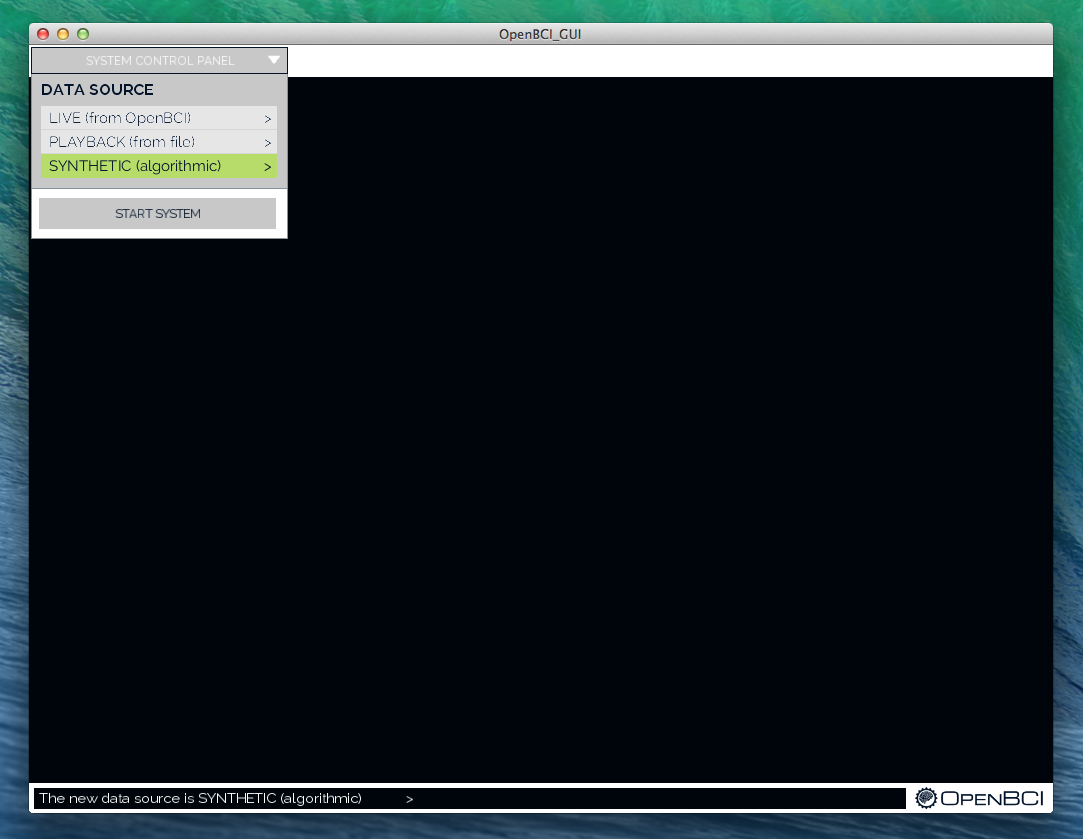 OpenBCI_GUI
SYSTEM CONTROL PANEL
DATA SOURCE
LIVE (from OpenBCI) >
PLAYBACK (from file) >
SYNTHETIC (algorithmic) >
START SYSTEM
The new data source is SYNTHETIC (algorithmic) >
OPENBCI